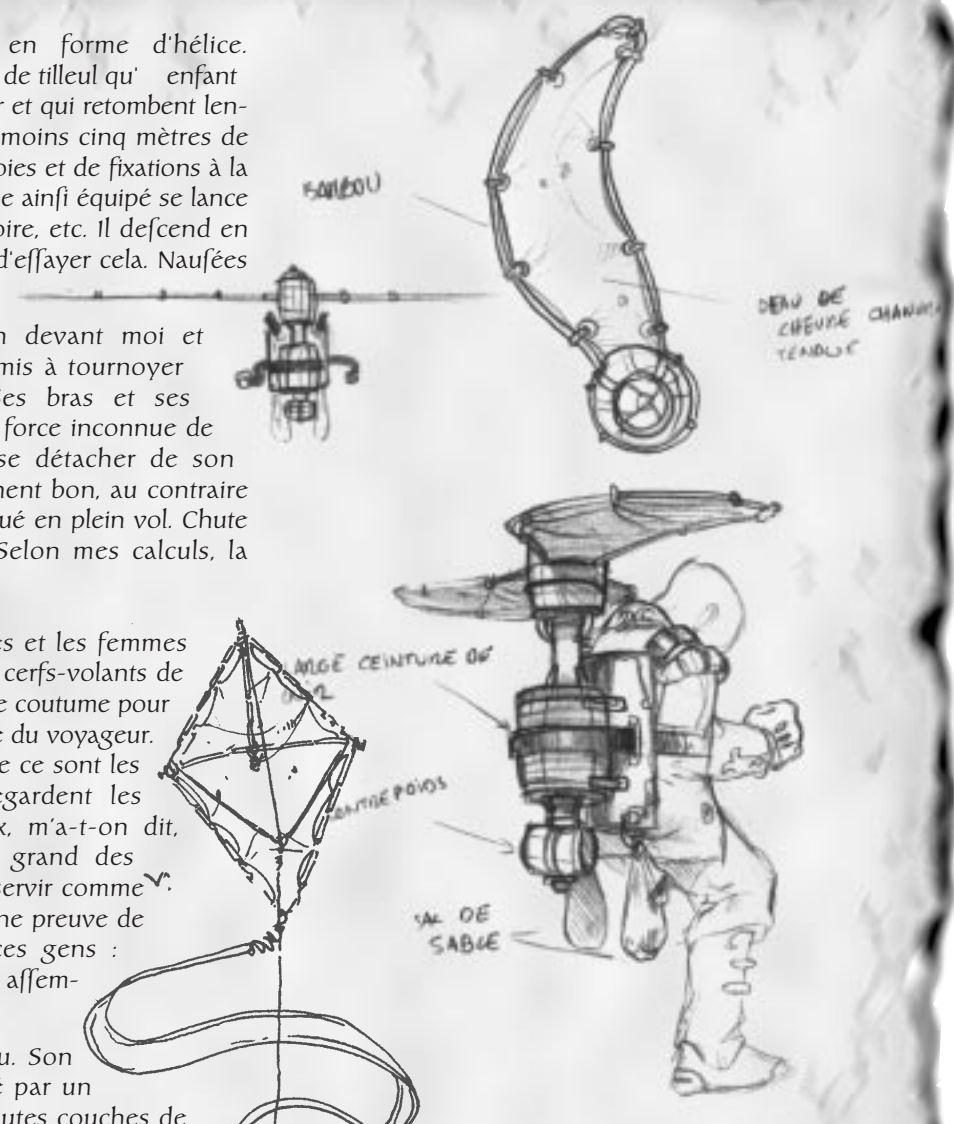 en forme d'hélice.
de tilleul qu' enfant
r et qui retombent len-
moins cinq mètres de
oies et de fixations à la
e ainſi équipé se lance
oire, etc. Il deſcend en
d'eſſayer cela. Nauſées
n devant moi et
mis à tournoyer
es bras et ses
force inconnue de
se détacher de son
ment bon, au contraire
ué en plein vol. Chute
Selon mes calculs, la
es et les femmes
cerfs-volants de
e coutume pour
e du voyageur.
e ce sont les
egardent les
x, m'a-t-on dit,
grand des
servir comme
ne preuve de
ces gens :
aſſem-
u. Son
é par un
utes couches de
BAMBOU
PEAU DE
CHEVRE
TENDUE
LARGE CEINTURE DE
CONTREPOIDS
SAC DE
SABLE